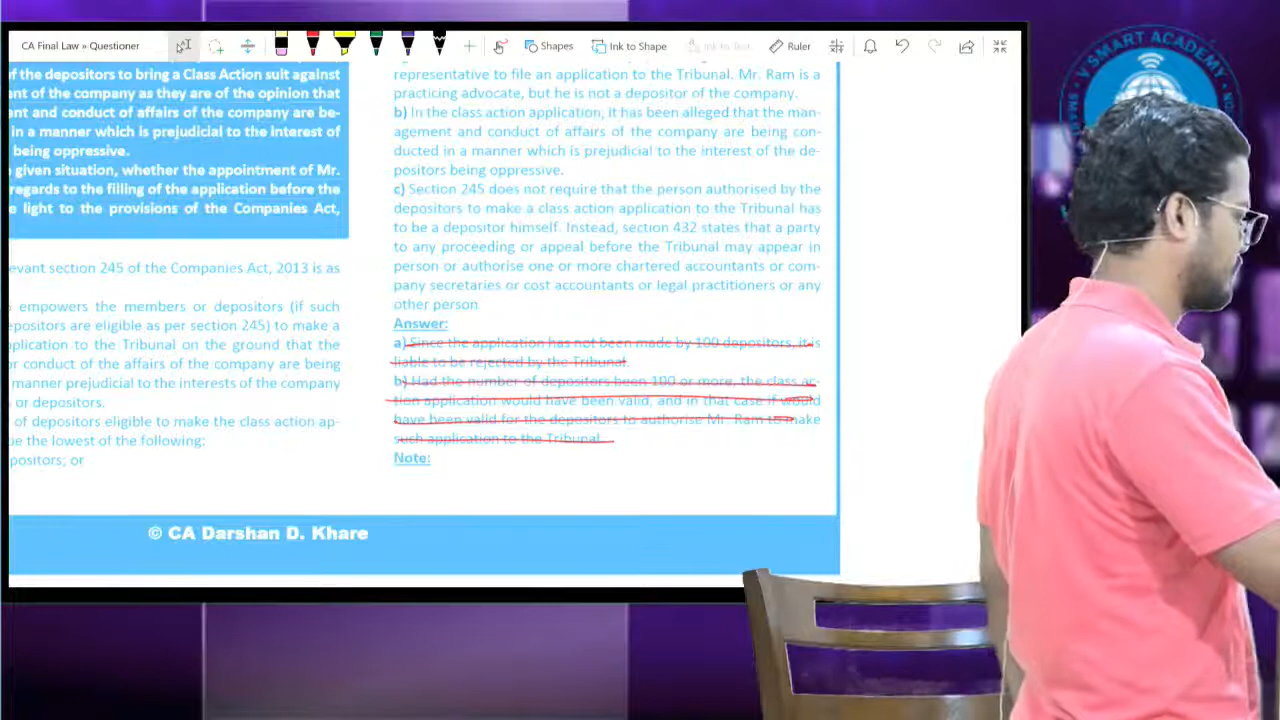 CA Final Law » Questioner
Shapes
Ink to Shape
Ink to Text
Ruler
of the depositors to bring a Class Action suit against
ent of the company as they are of the opinion that
ent and conduct of affairs of the company are be-
in a manner which is prejudicial to the interest of
being oppressive.
given situation, whether the appointment of Mr.
regards to the filling of the application before the
e light to the provisions of the Companies Act,
evant section 245 of the Companies Act, 2013 is as
empowers the members or depositors (if such
epositors are eligible as per section 245) to make a
plication to the Tribunal on the ground that the
or conduct of the affairs of the company are being
manner prejudicial to the interests of the company
or depositors.
of depositors eligible to make the class action ap-
be the lowest of the following:
positors; or
representative to file an application to the Tribunal. Mr. Ram is a
practicing advocate, but he is not a depositor of the company.
b) In the class action application, it has been alleged that the man-
agement and conduct of affairs of the company are being con-
ducted in a manner which is prejudicial to the interest of the de-
positors being oppressive.
c) Section 245 does not require that the person authorised by the
depositors to make a class action application to the Tribunal has
to be a depositor himself. Instead, section 432 states that a party
to any proceeding or appeal before the Tribunal may appear in
person or authorise one or more chartered accountants or com-
pany secretaries or cost accountants or legal practitioners or any
other person
Answer:
a) Since the application has not been made by 100 depositors, it is
liable to be rejected by the Tribunal.
b) Had the number of depositors been 100 or more, the class ac-
tion application would have been valid, and in that case if would
have been valid for the depositors to authorise Mr. Ram to make
such application to the Tribunal.
Note:
© CA Darshan D. Khare
V SMART ACADEMY